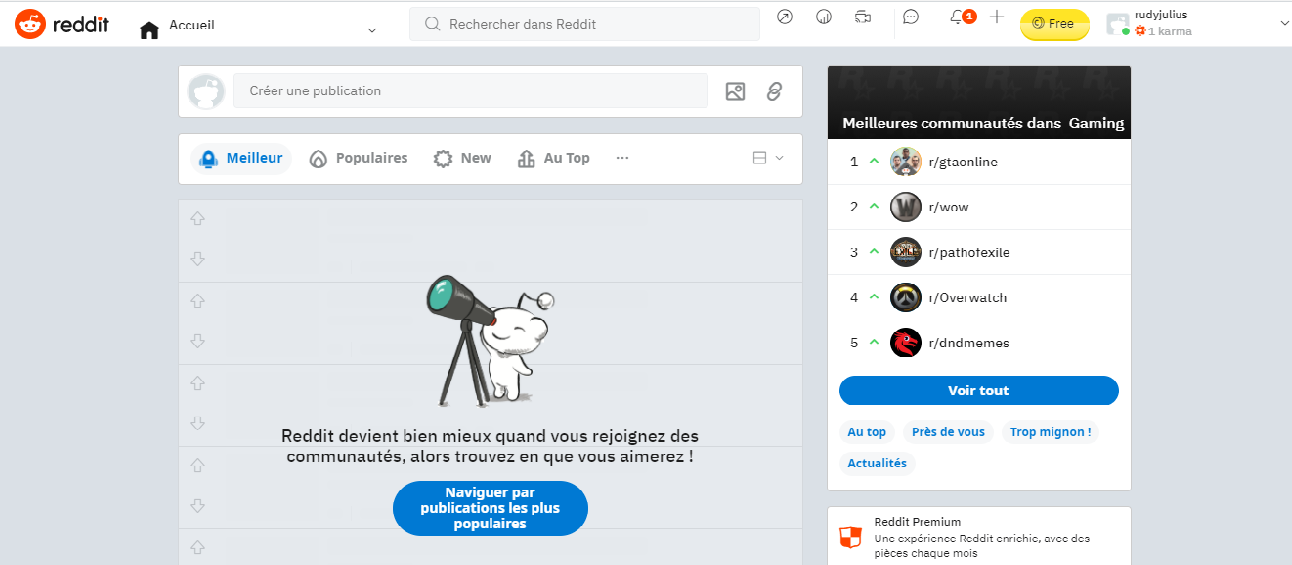 reddit
Accueil
Rechercher dans Reddit
1
Free
rudyjulius
1 karma
Créer une publication
Meilleur
Populaires
New
Au Top
Reddit devient bien mieux quand vous rejoignez des
communautés, alors trouvez en que vous aimerez !
Naviguer par
publications les plus
populaires
Meilleures communautés dans Gaming
1 r/gtaonline
2 r/wow
3 r/pathofexile
4 r/Overwatch
5 r/dndmemes
Voir tout
Au top
Près de vous
Trop mignon !
Actualités
Reddit Premium
Une expérience Reddit enrichie, avec des
pièces chaque mois